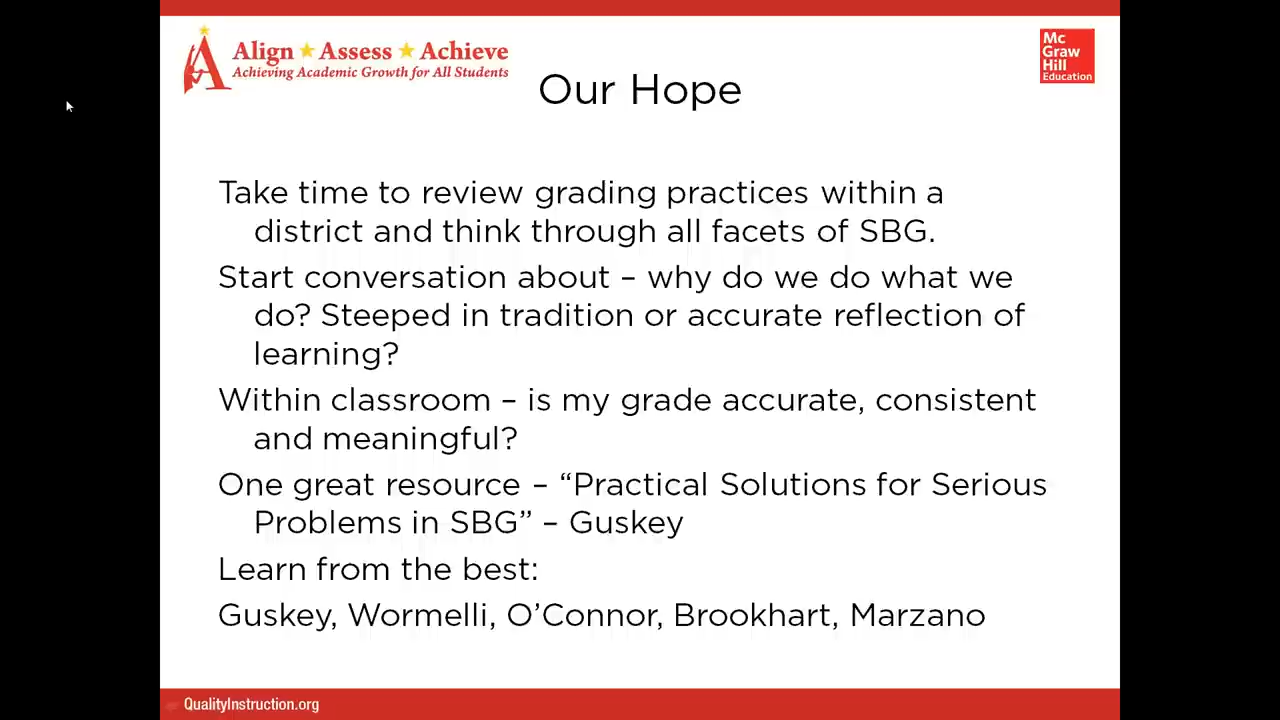 Align ★ Assess ★ Achieve
Achieving Academic Growth for All Students
Mc
Graw
Hill
Education
Our Hope
Take time to review grading practices within a
district and think through all facets of SBG.
Start conversation about – why do we do what we
do? Steeped in tradition or accurate reflection of
learning?
Within classroom – is my grade accurate, consistent
and meaningful?
One great resource – “Practical Solutions for Serious
Problems in SBG” – Guskey
Learn from the best:
Guskey, Wormelli, O’Connor, Brookhart, Marzano
QualityInstruction.org